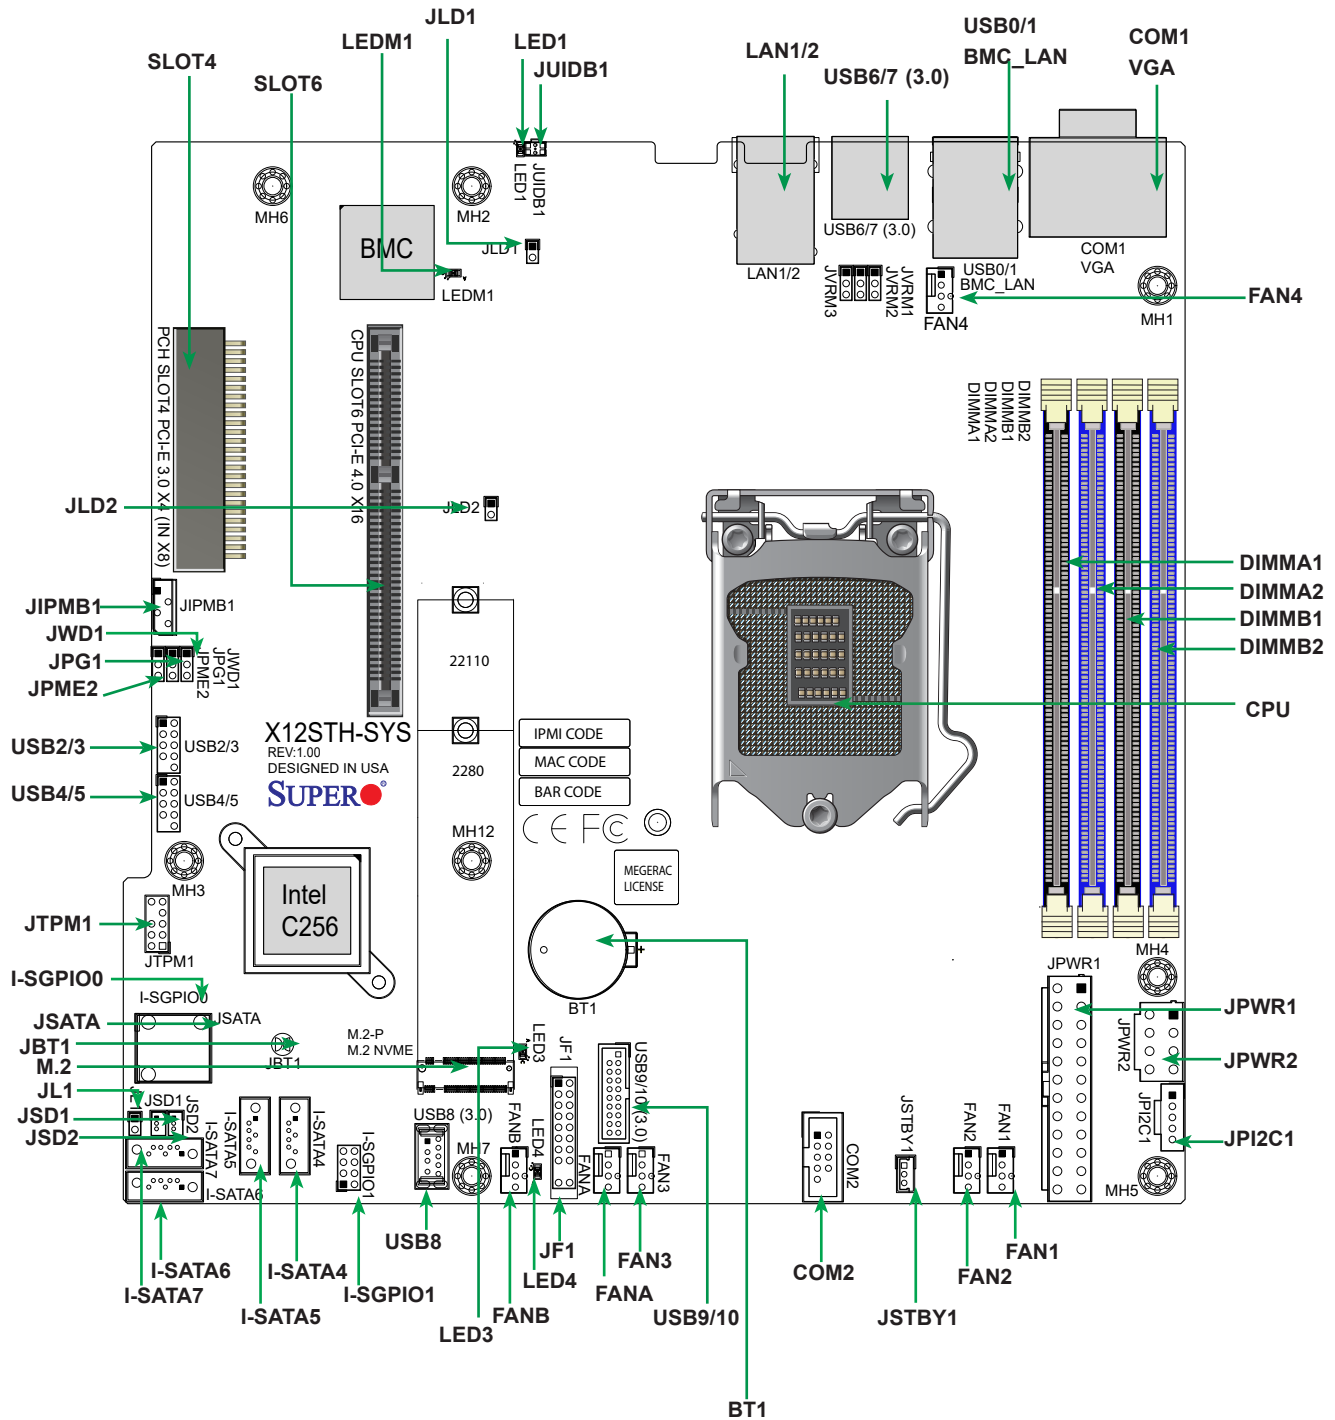 JLD1
LEDM1
LED1
JUIDB1
SLOT4
SLOT6
LAN1/2
USB6/7 (3.0)
USB0/1
BMC_LAN
COM1
VGA
LED1
JUIDB1
MH6
MH2
BMC
JLD1
LEDM1
LAN1/2
USB6/7 (3.0)
USB0/1
BMC_LAN
COM1
VGA
JVRM3
JVRM2
JVRM1
FAN4
MH1
FAN4
PCH SLOT4 PCI-E 3.0 X4 (IN X8)
CPU SLOT6 PCI-E 4.0 X16
DIMMA1
DIMMA2
DIMMB1
DIMMB2
JLD2
JLD2
DIMMA1
DIMMA2
DIMMB1
DIMMB2
CPU
JIPMB1
JIPMB1
JWD1
JPG1
JPME2
JPME2
JPG1
JWD1
22110
USB2/3
USB2/3
USB4/5
USB4/5
X12STH-SYS
REV:1.00
DESIGNED IN USA
SUPER
2280
IPMI CODE
MAC CODE
BAR CODE
CE FC
MH12
MEGERAC
LICENSE
MH3
Intel
C256
JTPM1
JTPM1
BT1
MH4
JPWR1
I-SGPIO0
I-SGPIO0
JSATA
JSATA
JBT1
JBT1
M.2-P
M.2 NVME
M.2
LED3
JF1
USB9/10 (3.0)
JPWR2
JPWR1
JPWR2
JL1
JSD1
JSD2
JSD1
JSD2
I-SATA7
I-SATA6
I-SATA5
I-SATA4
I-SGPIO1
USB8 (3.0)
MH7
FANB
LED4
FANA
FAN3
COM2
JSTBY1
FAN2
FAN1
JPI2C1
JPI2C1
MH5
I-SATA6
I-SATA7
I-SATA4
I-SATA5
I-SGPIO1
USB8
LED3
FANB
LED4
JF1
FANA
FAN3
USB9/10
COM2
JSTBY1
FAN2
FAN1
BT1